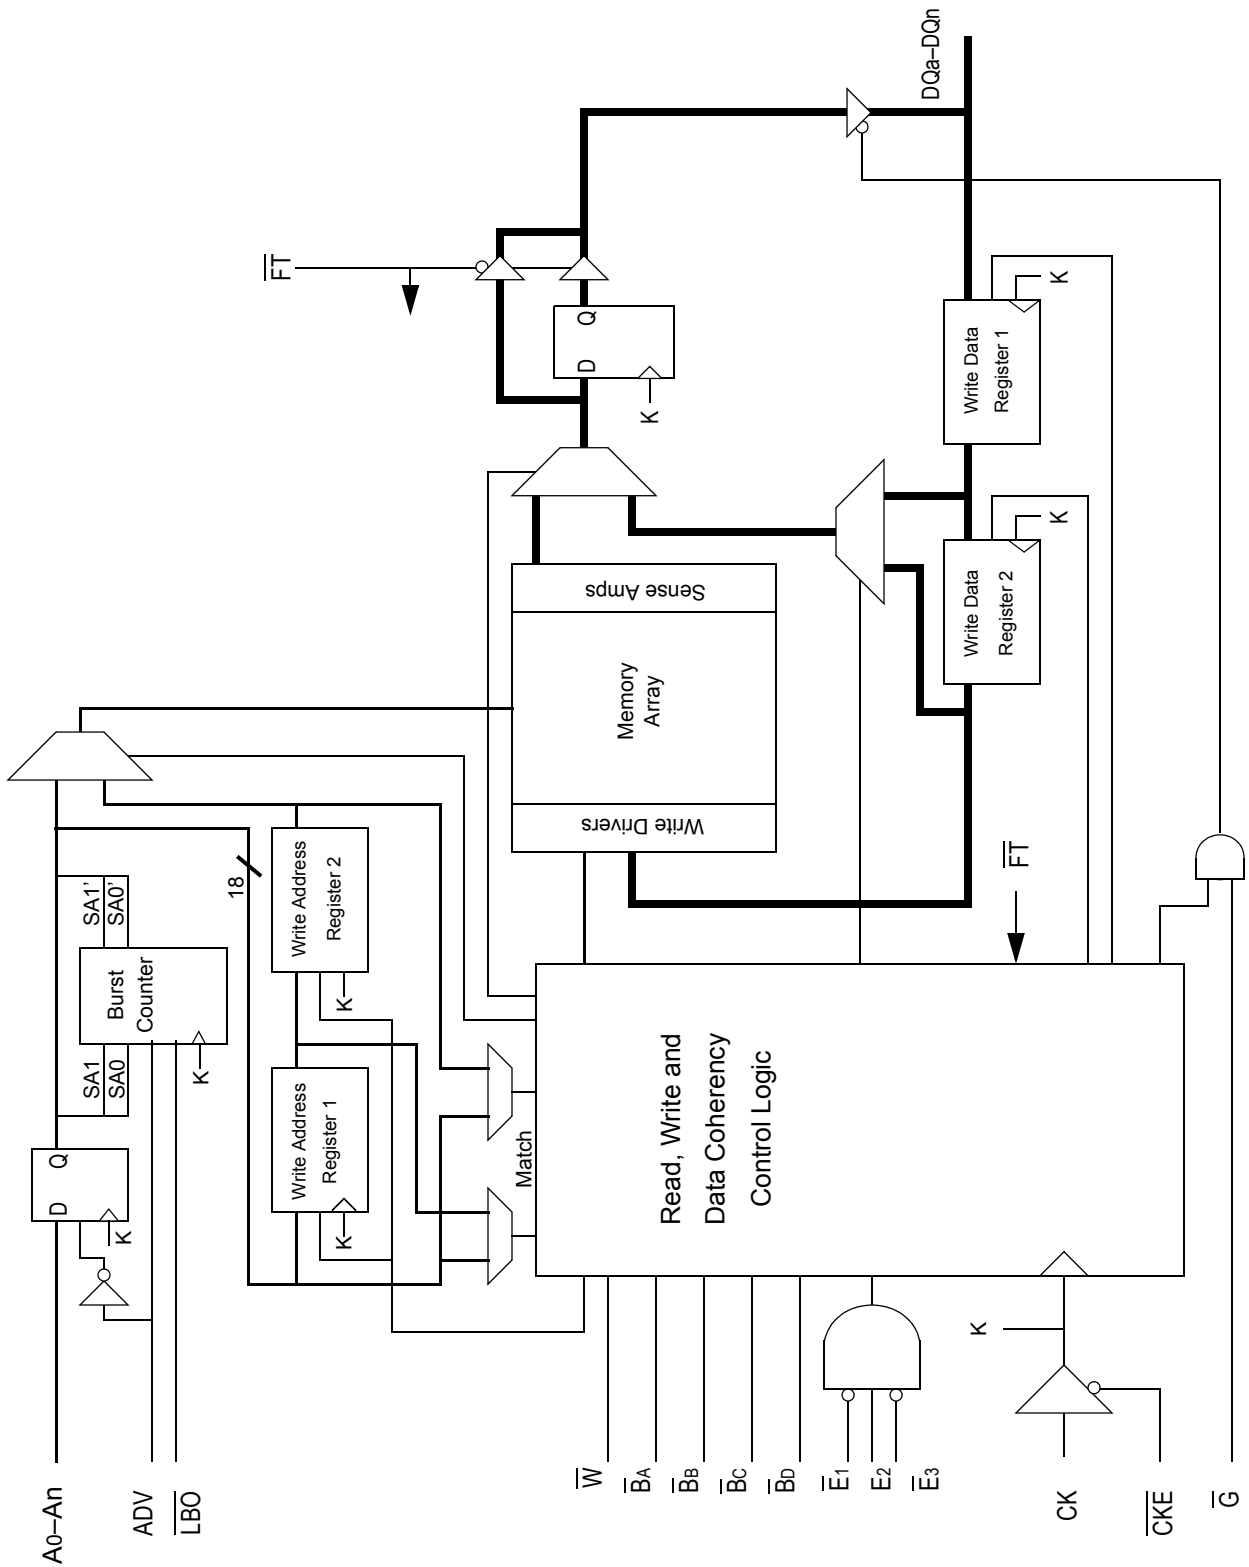 A0–An
ADV
LBO
D
Q
K
SA1
SA0
Burst
Counter
K
SA1'
SA0'
18
Write Address
Register 1
K
Write Address
Register 2
K
Match
W
BA
BB
BC
BD
E1
E2
E3
CK
CKE
G
K
Read, Write and
Data Coherency
Control Logic
FT
Write Drivers
Memory
Array
Sense Amps
D
Q
K
FT
Write Data
Register 2
K
Write Data
Register 1
K
DQa–DQn